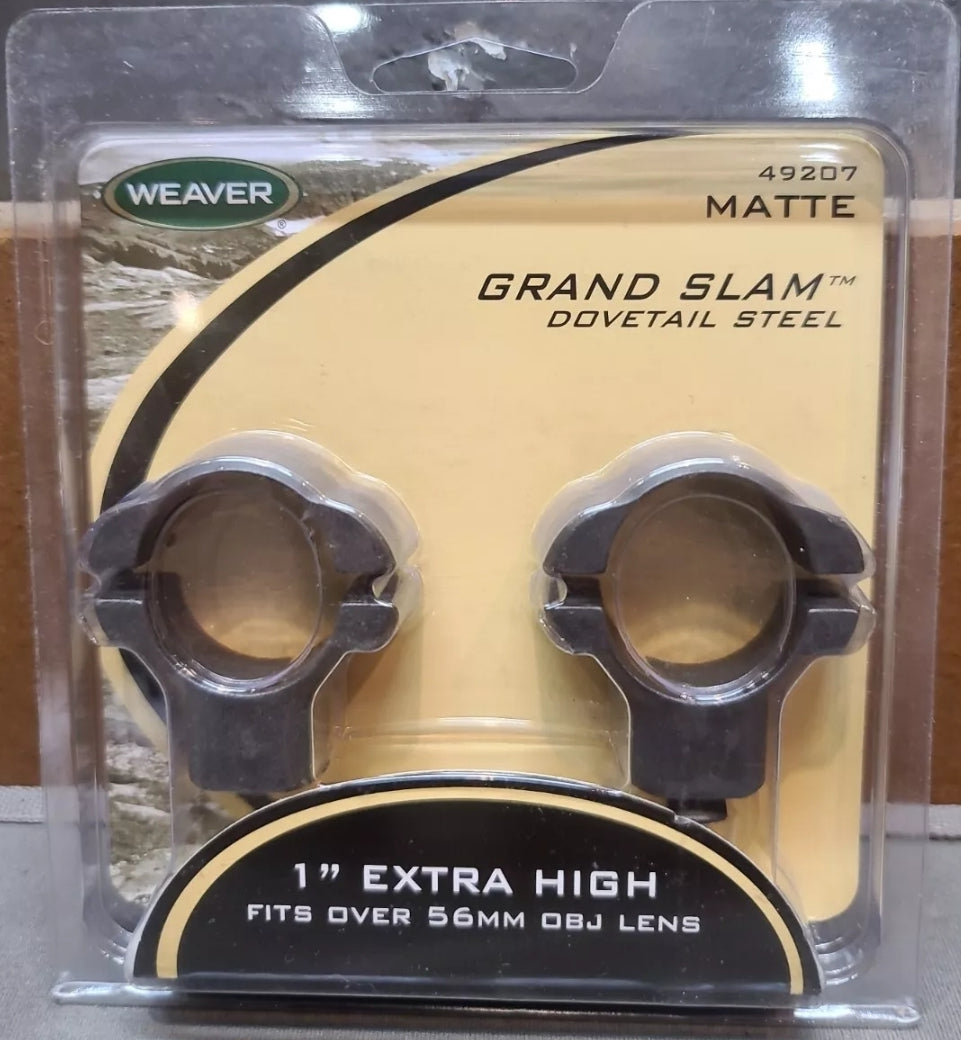 WEAVER
®
49207
MATTE
GRAND SLAM™
DOVETAIL STEEL
1” EXTRA HIGH
FITS OVER 56MM OBJ LENS